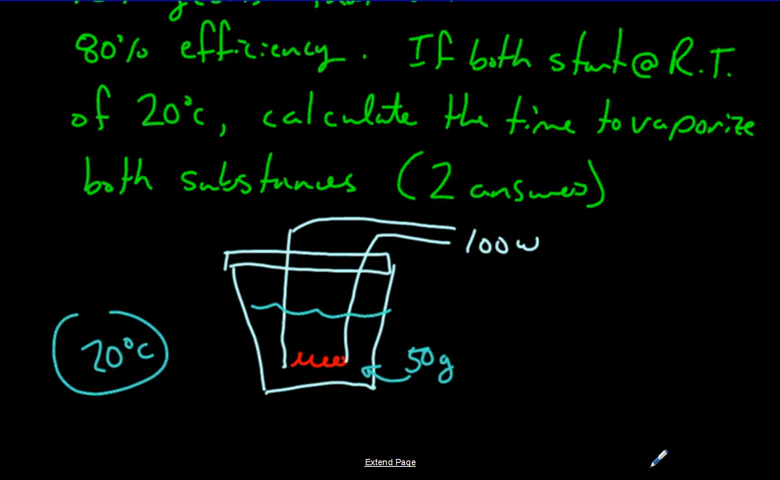 80% efficiency. If both start @ R.T.
of 20°C, calculate the time to vaporize
both substances (2 answers)
100W
20°C
50g
Extend Page